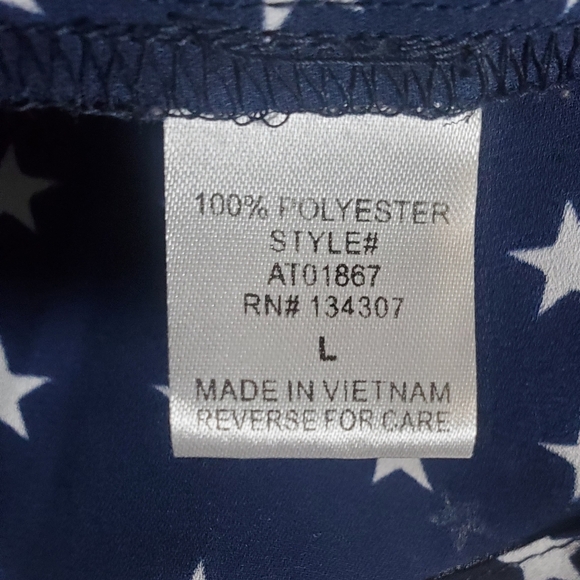 100% POLYESTER
STYLE#
AT01867
RN# 134307
L
MADE IN VIETNAM
REVERSE FOR CARE